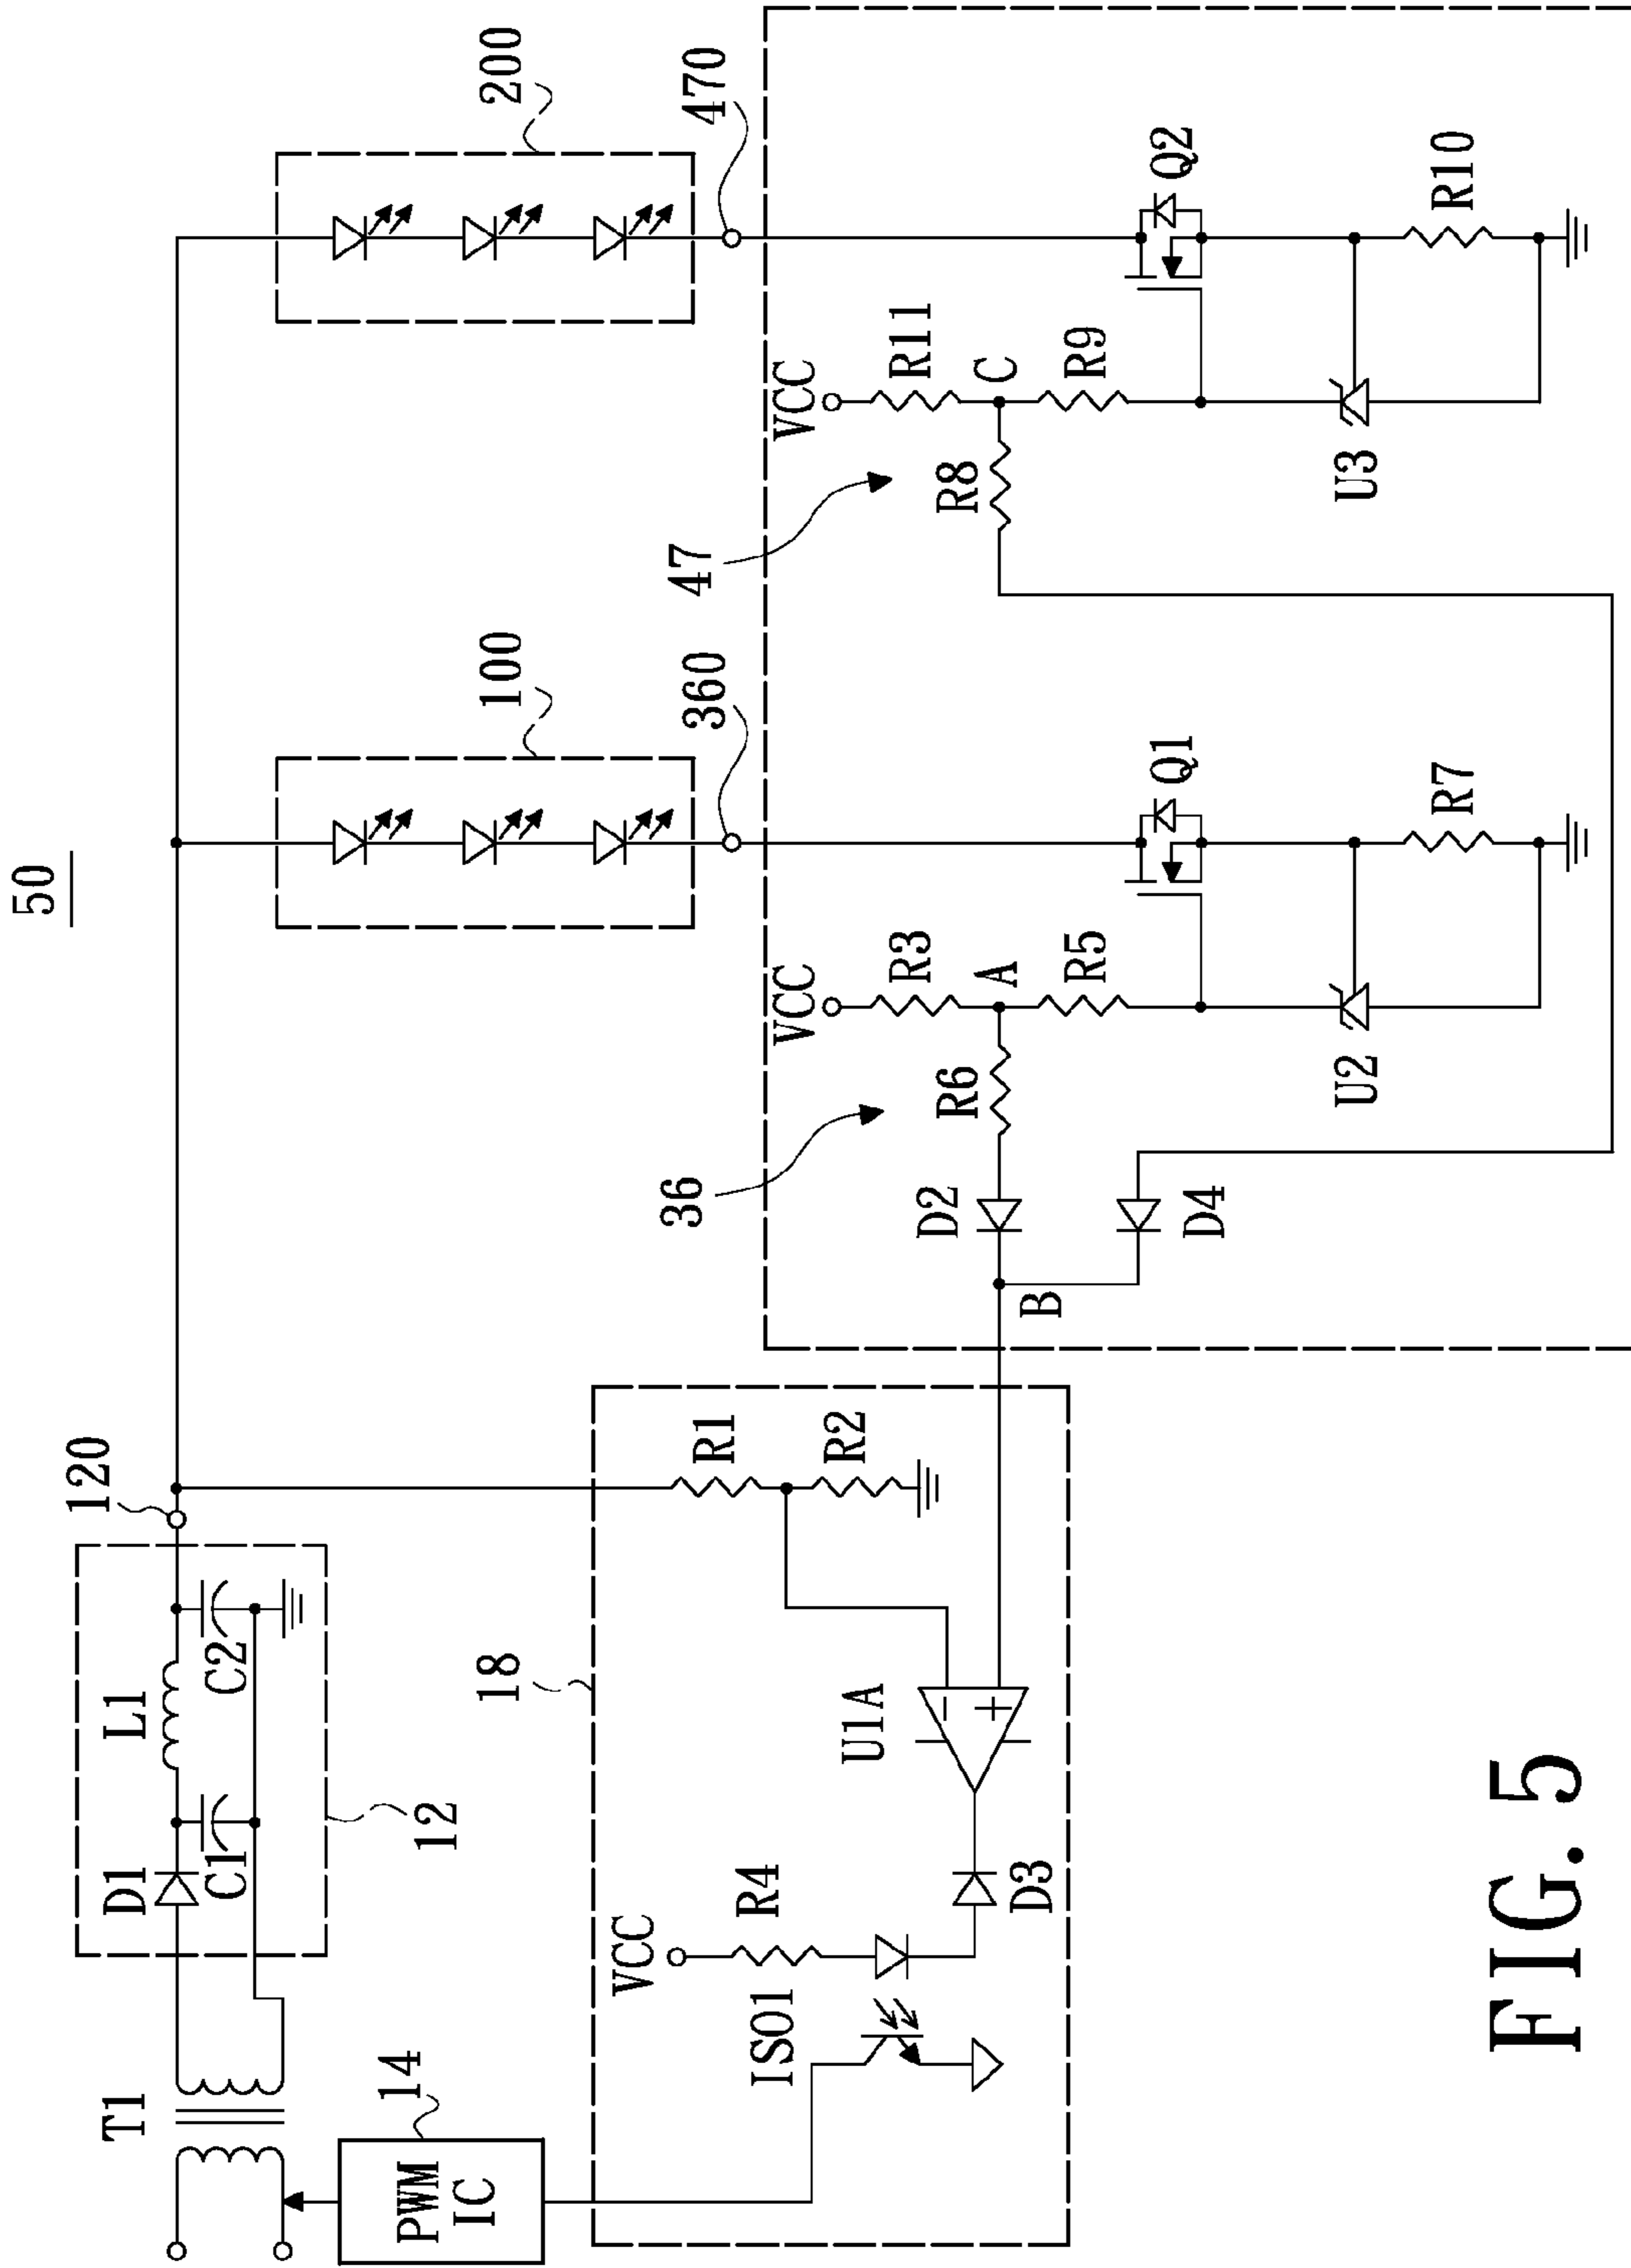 50
T1
D1
L1
C1
C2
120
12
PWM
IC
14
18
VCC
R4
ISO1
D3
U1A
−
+
R1
R2
100
200
360
470
36
47
VCC
R3
A
R5
R6
D2
B
D4
U2
Q1
R7
VCC
R11
C
R9
R8
U3
Q2
R10
FIG. 5